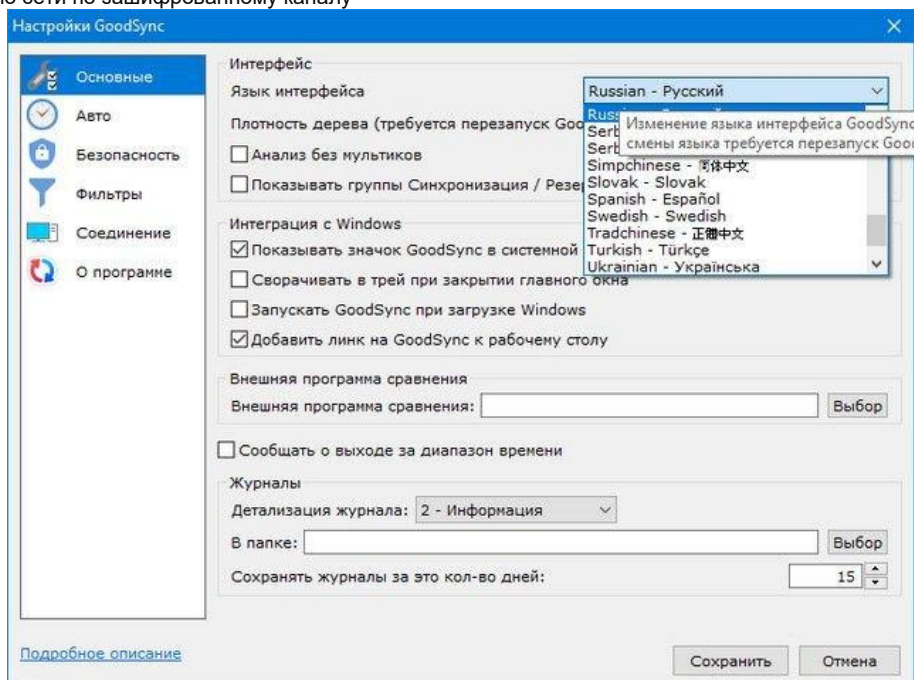 по сети по зашифрованному каналу
Настройки GoodSync
Основные
Авто
Безопасность
Фильтры
Соединение
О программе
Подробное описание
Интерфейс
Язык интерфейса
Russian - Русский
Плотность дерева (требуется перезапуск
Анализ без мультиков
Показывать группы Синхронизация /
Изменение языка интерфейса GoodSync
смены языка требуется перезапуск
Simpchinese - 简体中文
Slovak - Slovak
Spanish - Español
Swedish - Swedish
Tradchinese - 正體中文
Turkish - Türkçe
Ukrainian - Українська
Интеграция с Windows
Показывать значок GoodSync в системной
Сворачивать в трей при закрытии главного окна
Запускать GoodSync при загрузке Windows
Добавить линк на GoodSync к рабочему столу
Внешняя программа сравнения
Внешняя программа сравнения:
Выбор
Сообщать о выходе за диапазон времени
Журналы
Детализация журнала: 2 - Информация
В папке:
Выбор
Сохранять журналы за это кол-во дней:
15
Сохранить
Отмена